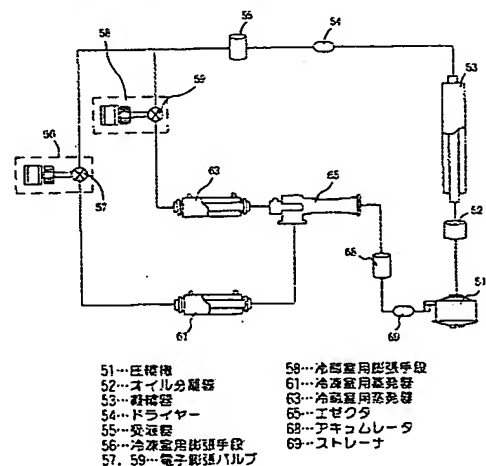 58
55
54
59
53
56
57
63
65
52
68
51
61
69
51…圧縮機
52…オイル分離器
53…凝縮器
54…ドライヤー
55…受液器
56…冷凍室用膨張手段
57，59…電子膨張バルブ
58…冷蔵室用膨張手段
61…冷凍室用蒸発器
63…冷蔵室用蒸発器
65…エゼクタ
68…アキュムレータ
69…ストレーナ